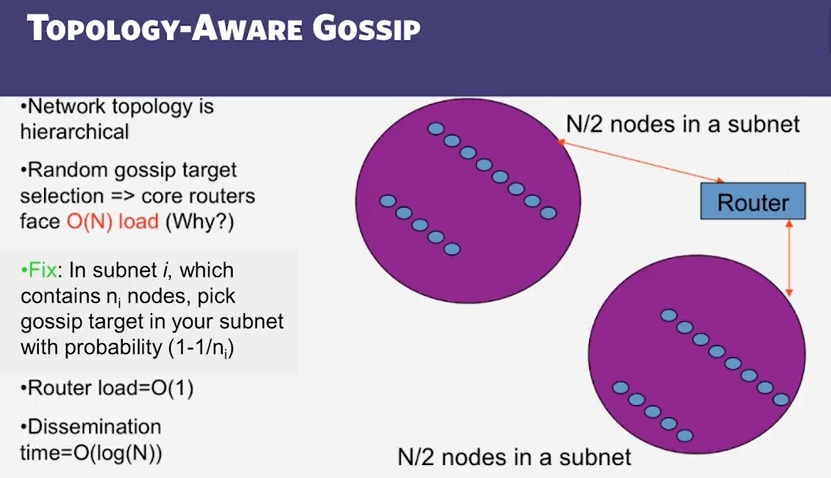 TOPOLOGY-AWARE GOSSIP
•Network topology is
hierarchical
•Random gossip target
selection => core routers
face O(N) load (Why?)
•Fix: In subnet i, which
contains nᵢ nodes, pick
gossip target in your subnet
with probability (1-1/nᵢ)
•Router load=O(1)
•Dissemination
time=O(log(N))
N/2 nodes in a subnet
Router
N/2 nodes in a subnet